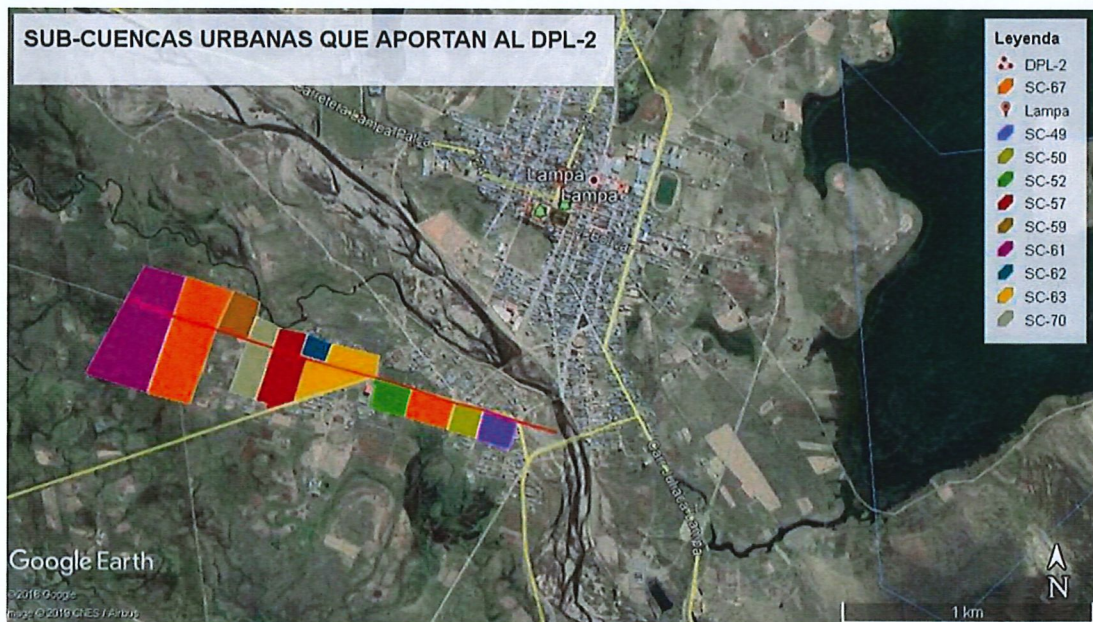 SUB-CUENCAS URBANAS QUE APORTAN AL DPL-2
Leyenda
DPL-2
SC-67
Lampa
SC-49
SC-50
SC-52
SC-57
SC-59
SC-61
SC-62
SC-63
SC-70
Carretera Lampa Palca
Lampa
Lampa
Google Earth
©2018 Google
Image © 2019 CNES / Airbus
N
1 km